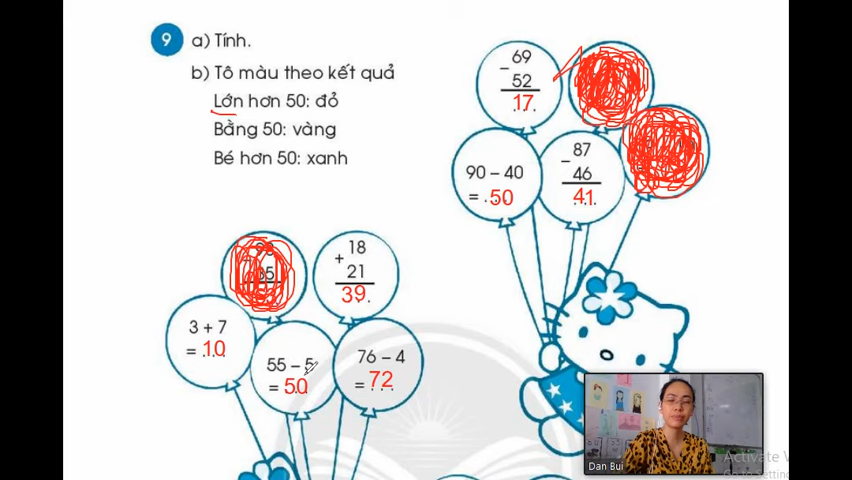 9 a) Tính.
b) Tô màu theo kết quả
Lớn hơn 50: đỏ
Bằng 50: vàng
Bé hơn 50: xanh
69
− 52
17
90 − 40
= 50
87
− 46
41
18
+ 21
39
3 + 7
= 10
55 − 5
= 50
76 − 4
= 72
Dan Bui
Activate W